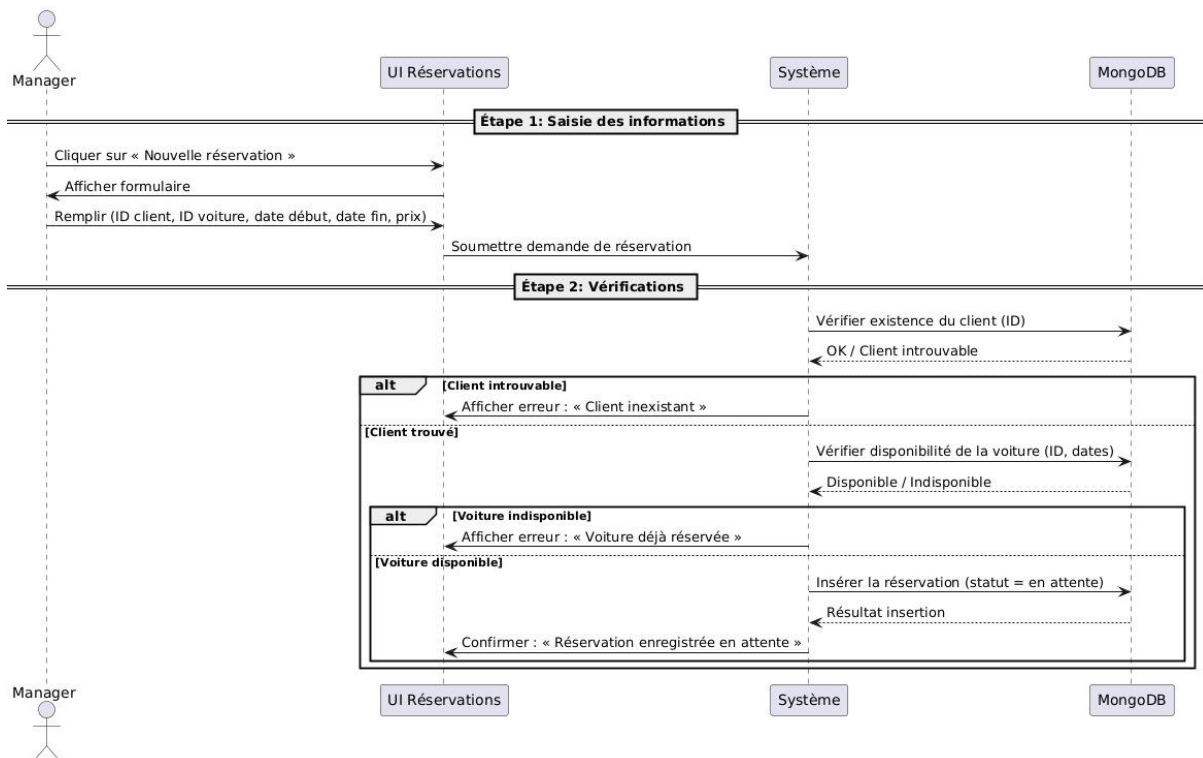 Manager
UI Réservations
Système
MongoDB
Étape 1: Saisie des informations
Cliquer sur « Nouvelle réservation »
Afficher formulaire
Remplir (ID client, ID voiture, date début, date fin, prix)
Soumettre demande de réservation
Étape 2: Vérifications
Vérifier existence du client (ID)
OK / Client introuvable
alt [Client introuvable]
Afficher erreur : « Client inexistant »
[Client trouvé]
Vérifier disponibilité de la voiture (ID, dates)
Disponible / Indisponible
alt [Voiture indisponible]
Afficher erreur : « Voiture déjà réservée »
[Voiture disponible]
Insérer la réservation (statut = en attente)
Résultat insertion
Confirmer : « Réservation enregistrée en attente »
Manager
UI Réservations
Système
MongoDB